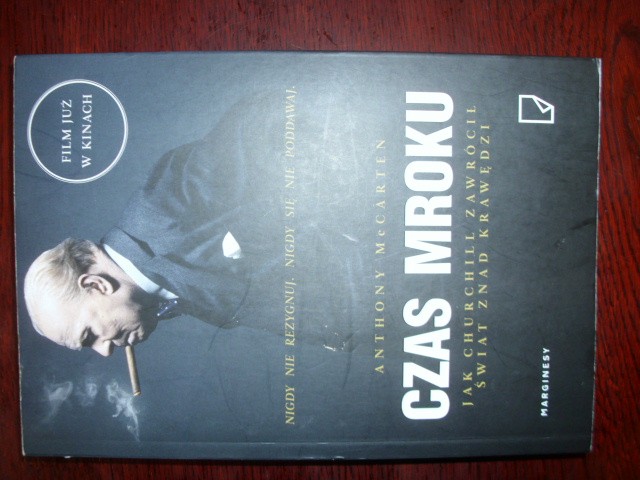 FILM JUŻ
W KINACH
NIGDY NIE REZYGNUJ. NIGDY SIĘ NIE PODDAWAJ.
ANTHONY McCARTEN
CZAS MROKU
JAK CHURCHILL ZAWRÓCIŁ
ŚWIAT ZNAD KRAWĘDZI
MARGINESY